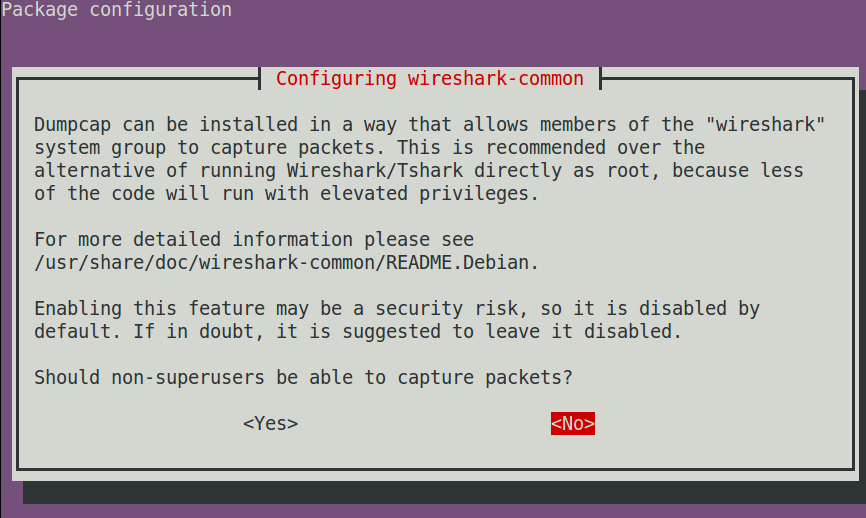 Package configuration
Configuring wireshark-common
Dumpcap can be installed in a way that allows members of the "wireshark"
system group to capture packets. This is recommended over the
alternative of running Wireshark/Tshark directly as root, because less
of the code will run with elevated privileges.
For more detailed information please see
/usr/share/doc/wireshark-common/README.Debian.
Enabling this feature may be a security risk, so it is disabled by
default. If in doubt, it is suggested to leave it disabled.
Should non-superusers be able to capture packets?
<Yes> <No>